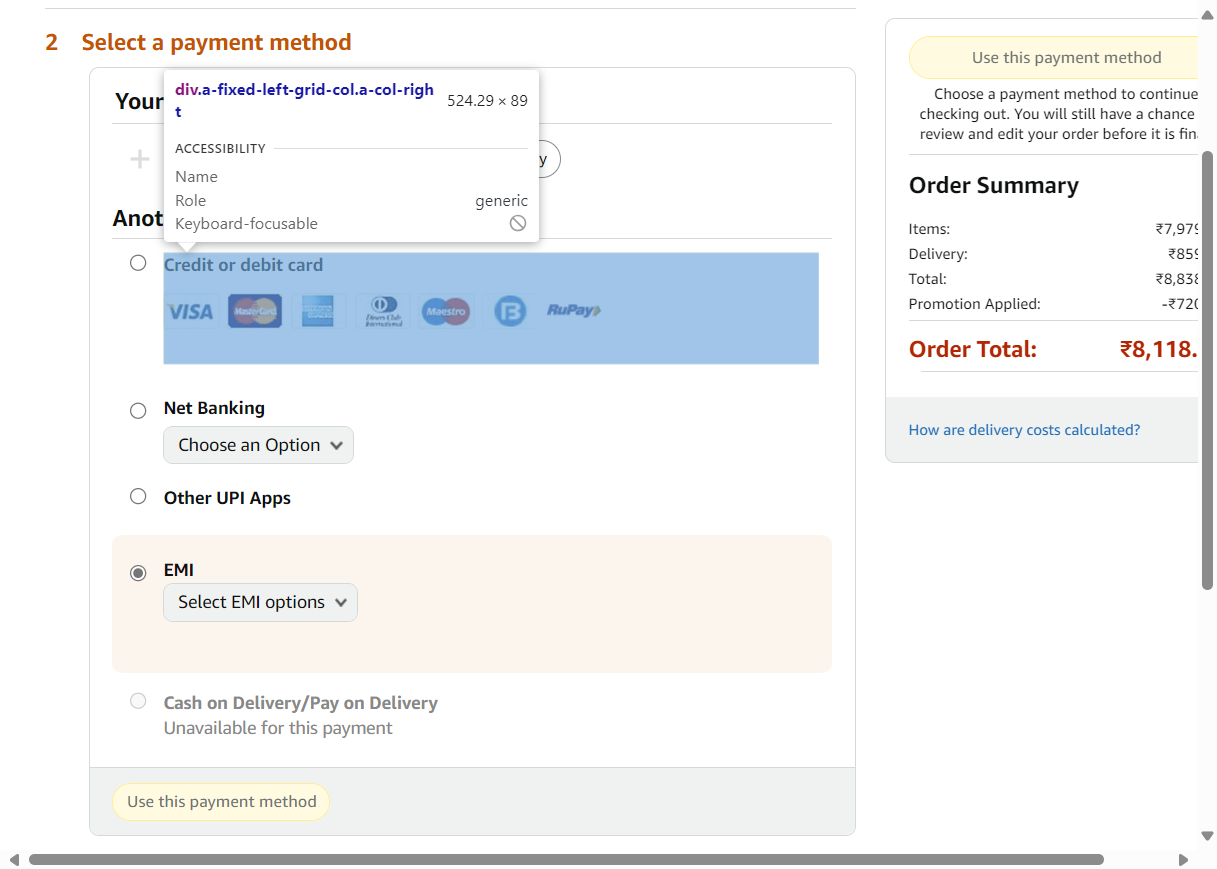 2 Select a payment method
Your
div.a-fixed-left-grid-col.a-col-righ
t
524.29 × 89
ACCESSIBILITY
Name
Role generic
Keyboard-focusable
y
Anot
Credit or debit card
VISA MasterCard Diners Club International Maestro B RuPay
Net Banking
Choose an Option
Other UPI Apps
EMI
Select EMI options
Cash on Delivery/Pay on Delivery
Unavailable for this payment
Use this payment method
Use this payment method
Choose a payment method to continue
checking out. You will still have a chance
review and edit your order before it is fin
Order Summary
Items: ₹7,979
Delivery: ₹859
Total: ₹8,838
Promotion Applied: -₹720
Order Total: ₹8,118.
How are delivery costs calculated?